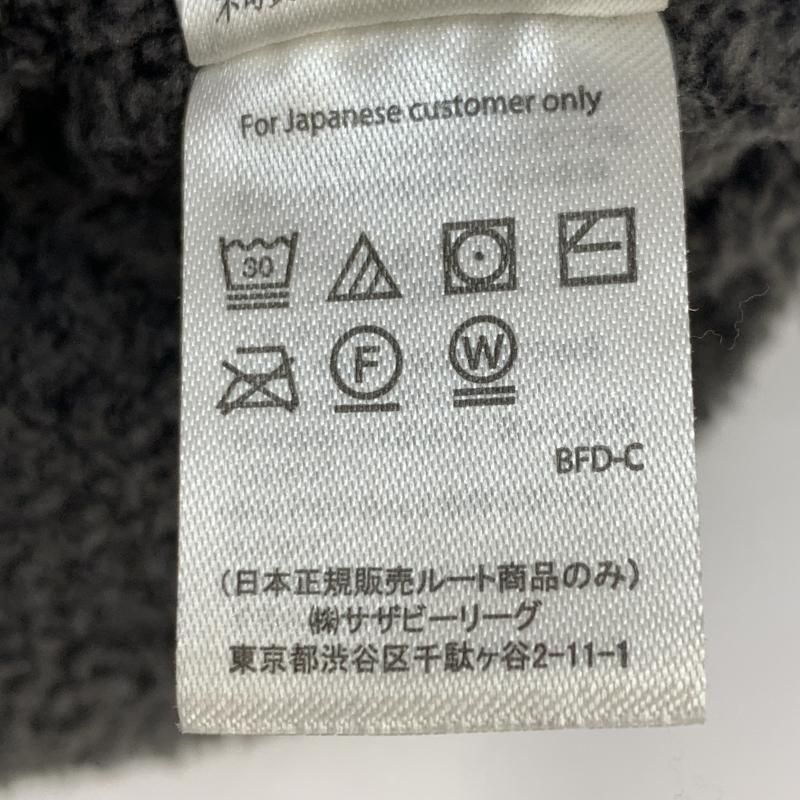 For Japanese customer only
30
F
W
BFD-C
(日本正規販売ルート商品のみ)
㈱サザビーリーグ
東京都渋谷区千駄ヶ谷2-11-1